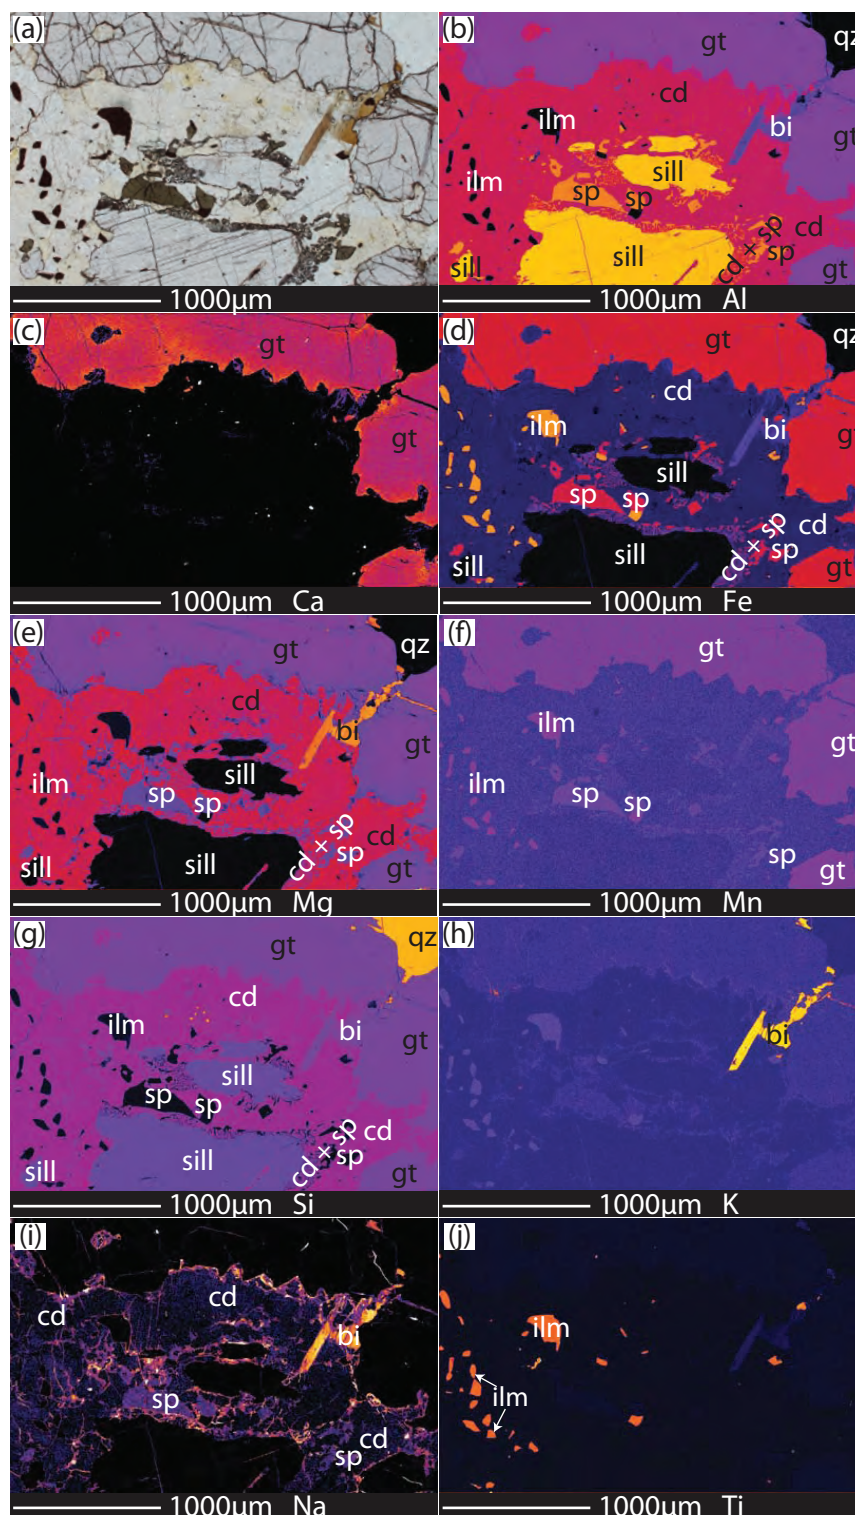 (a)
1000µm
(b)
gt
qz
cd
ilm
bi
gt
ilm
sill
sp
sp
cd + sp
cd
sp
sill
sill
gt
1000µm Al
(c)
gt
gt
gt
1000µm Ca
(d)
gt
qz
cd
ilm
bi
gt
sill
sp
sp
cd + sp
cd
sp
sill
sill
gt
1000µm Fe
(e)
gt
qz
cd
bi
gt
ilm
sill
sp
sp
cd + sp
cd
sp
sill
sill
gt
1000µm Mg
(f)
gt
ilm
gt
ilm
sp
sp
sp
gt
1000µm Mn
(g)
gt
qz
cd
ilm
bi
gt
sill
sp
sp
cd + sp
cd
sp
sill
sill
gt
1000µm Si
(h)
bi
1000µm K
(i)
cd
cd
bi
sp
cd
sp
1000µm Na
(j)
ilm
ilm
1000µm Ti